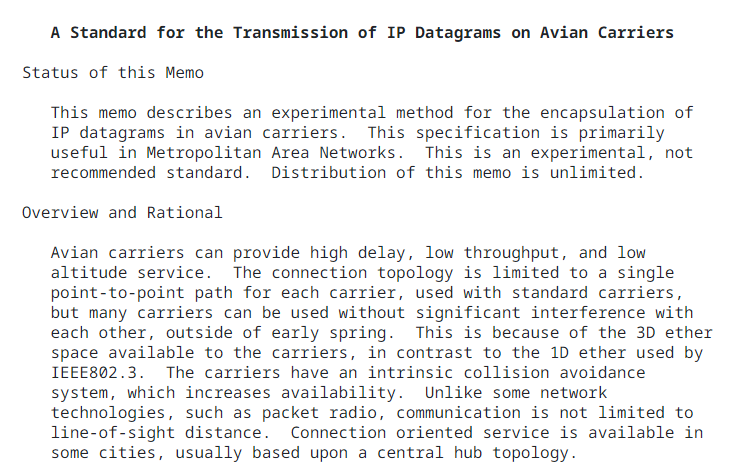 A Standard for the Transmission of IP Datagrams on Avian Carriers
Status of this Memo
This memo describes an experimental method for the encapsulation of
IP datagrams in avian carriers.  This specification is primarily
useful in Metropolitan Area Networks.  This is an experimental, not
recommended standard.  Distribution of this memo is unlimited.
Overview and Rational
Avian carriers can provide high delay, low throughput, and low
altitude service.  The connection topology is limited to a single
point-to-point path for each carrier, used with standard carriers,
but many carriers can be used without significant interference with
each other, outside of early spring.  This is because of the 3D ether
space available to the carriers, in contrast to the 1D ether used by
IEEE802.3.  The carriers have an intrinsic collision avoidance
system, which increases availability.  Unlike some network
technologies, such as packet radio, communication is not limited to
line-of-sight distance.  Connection oriented service is available in
some cities, usually based upon a central hub topology.